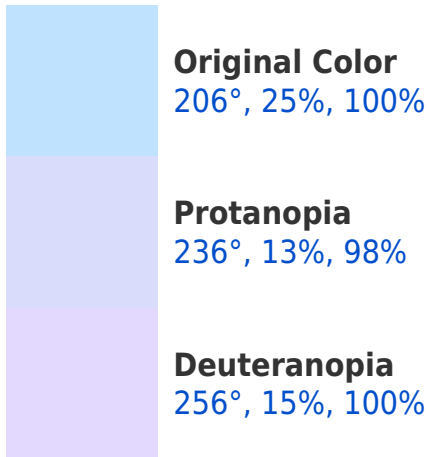 Original Color
206°, 25%, 100%
Protanopia
236°, 13%, 98%
Deuteranopia
256°, 15%, 100%